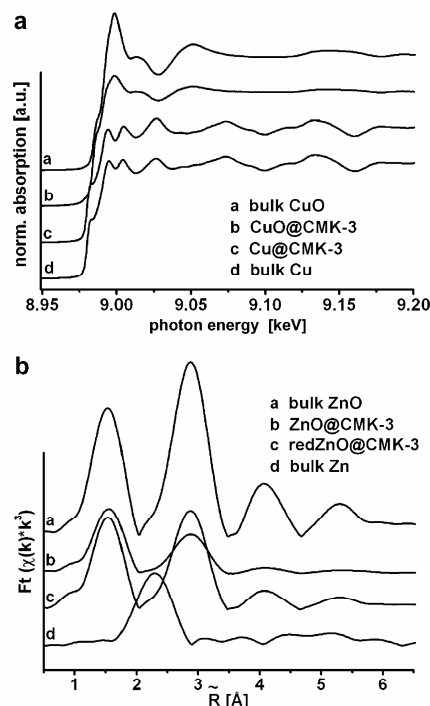 a
norm. absorption [a.u.]
a
b
c
d
a bulk CuO
b CuO@CMK-3
c Cu@CMK-3
d bulk Cu
8.95 9.00 9.05 9.10 9.15 9.20
photon energy [keV]
b
Ft (χ(k)*k³)
a bulk ZnO
b ZnO@CMK-3
c redZnO@CMK-3
d bulk Zn
a
b
c
d
1 2 3 4 5 6
R̃ [Å]